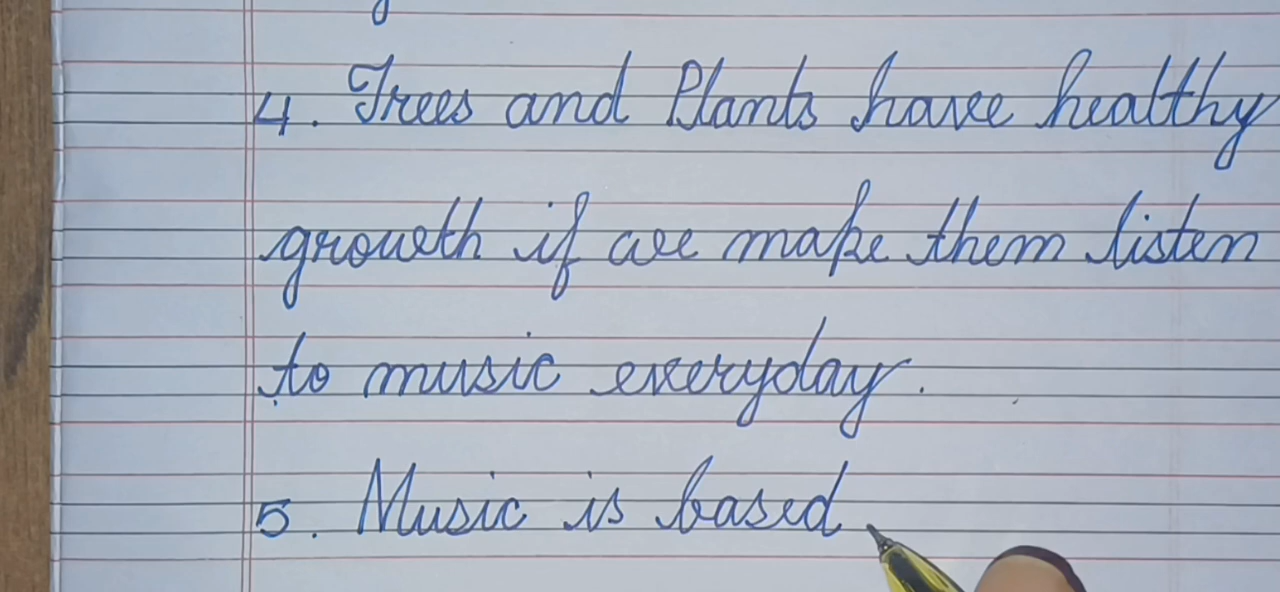 4. Trees and Plants have healthy
growth if we make them listen
to music everyday.
5. Music is based